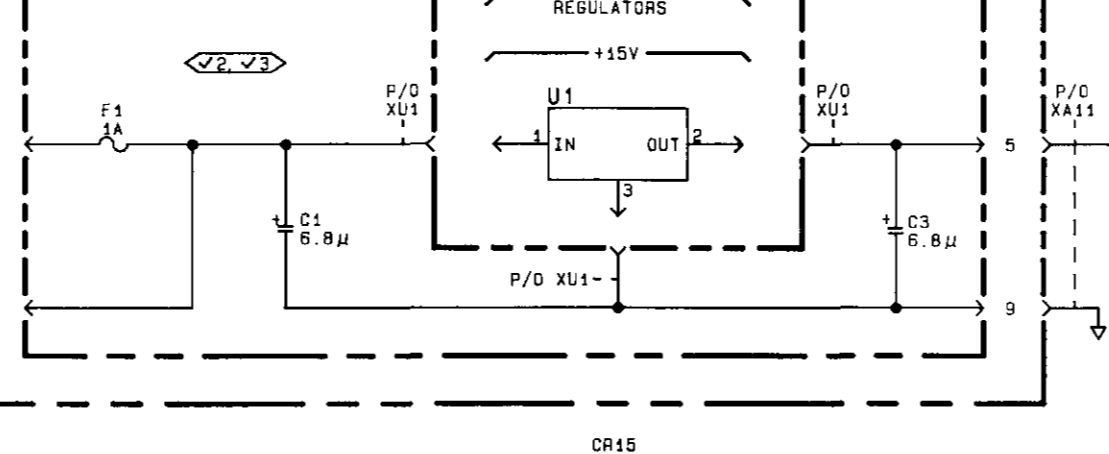 REGULATORS
+15V
✓2, ✓3
F1
1A
P/O
XU1
U1
1
IN
OUT
2
3
P/O
XU1
5
P/O
XA11
+
C1
6.8µ
+
C3
6.8µ
P/O XU1
9
CA15